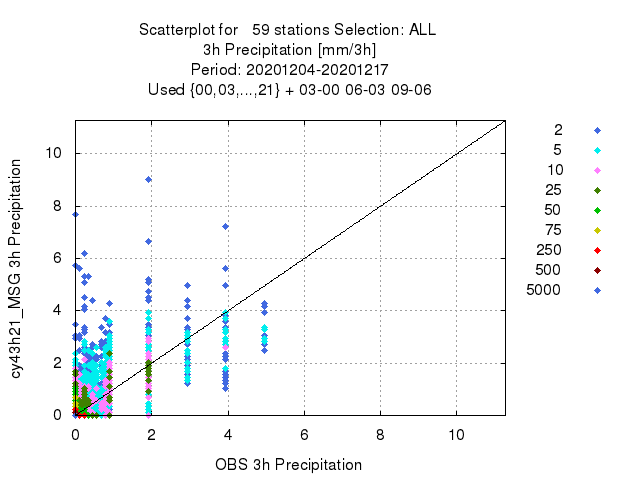 Scatterplot for 59 stations Selection: ALL
3h Precipitation [mm/3h]
Period: 20201204-20201217
Used {00,03,...,21} + 03-00 06-03 09-06
cy43h21_MSG 3h Precipitation
10
8
6
4
2
0
0 2 4 6 8 10
OBS 3h Precipitation
2
5
10
25
50
75
250
500
5000